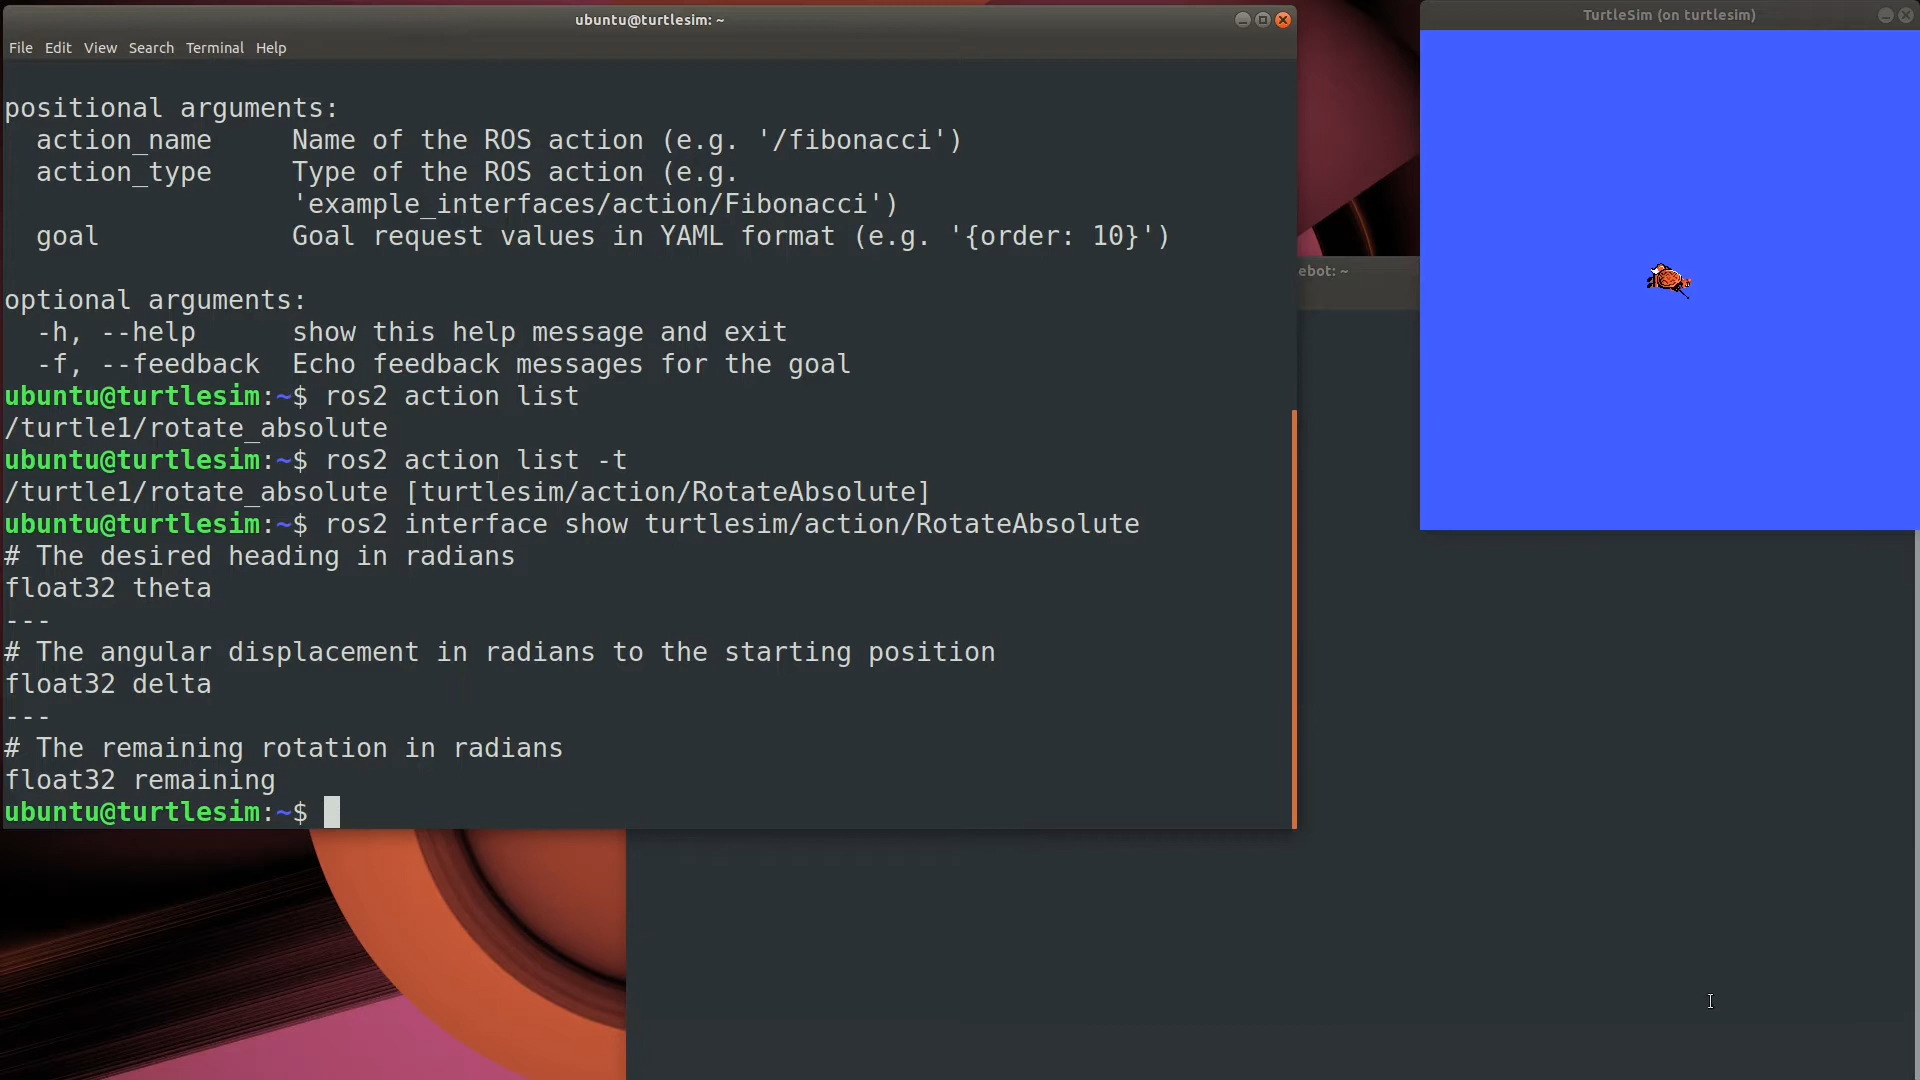 ubuntu@turtlesim: ~
File Edit View Search Terminal Help
positional arguments:
action_name Name of the ROS action (e.g. '/fibonacci')
action_type Type of the ROS action (e.g.
'example_interfaces/action/Fibonacci')
goal Goal request values in YAML format (e.g. '{order: 10}')
optional arguments:
-h, --help show this help message and exit
-f, --feedback Echo feedback messages for the goal
ubuntu@turtlesim:~$ ros2 action list
/turtle1/rotate_absolute
ubuntu@turtlesim:~$ ros2 action list -t
/turtle1/rotate_absolute [turtlesim/action/RotateAbsolute]
ubuntu@turtlesim:~$ ros2 interface show turtlesim/action/RotateAbsolute
# The desired heading in radians
float32 theta
---
# The angular displacement in radians to the starting position
float32 delta
---
# The remaining rotation in radians
float32 remaining
ubuntu@turtlesim:~$
ebot: ~
TurtleSim (on turtlesim)